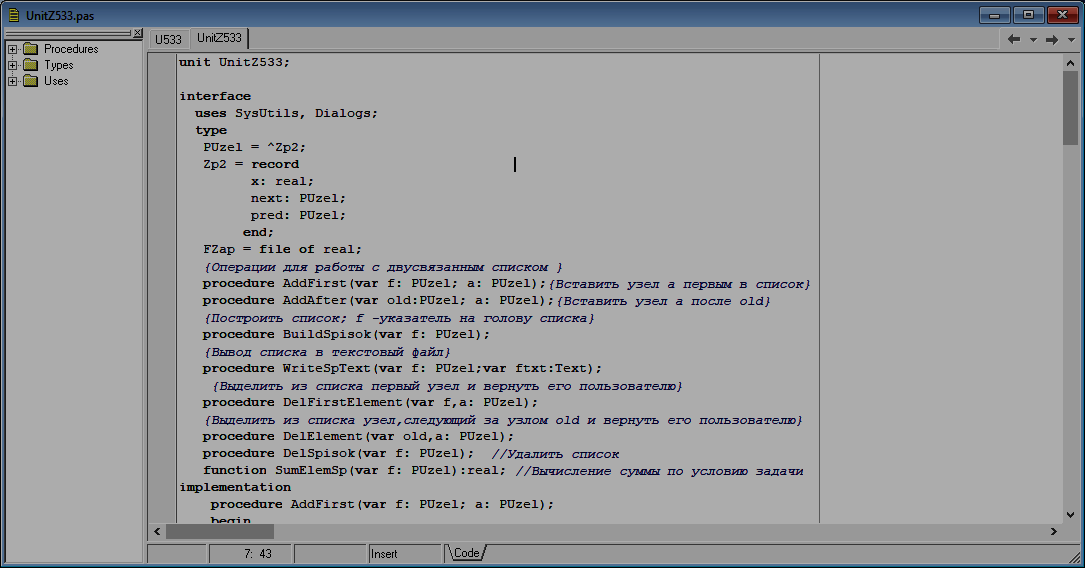 UnitZ533.pas
Procedures
Types
Uses
U533
UnitZ533
unit UnitZ533;
interface
uses SysUtils, Dialogs;
type
PUzel = ^Zp2;
Zp2 = record
x: real;
next: PUzel;
pred: PUzel;
end;
FZap = file of real;
{Операции для работы с двусвязанным списком }
procedure AddFirst(var f: PUzel; a: PUzel);{Вставить узел а первым в список}
procedure AddAfter(var old:PUzel; a: PUzel);{Вставить узел а после old}
{Построить список; f -указатель на голову списка}
procedure BuildSpisok(var f: PUzel);
{Вывод списка в текстовый файл}
procedure WriteSpText(var f: PUzel;var ftxt:Text);
{Выделить из списка первый узел и вернуть его пользователю}
procedure DelFirstElement(var f,a: PUzel);
{Выделить из списка узел,следующий за узлом old и вернуть его пользователю}
procedure DelElement(var old,a: PUzel);
procedure DelSpisok(var f: PUzel);  //Удалить список
function SumElemSp(var f: PUzel):real; //Вычисление суммы по условию задачи
implementation
procedure AddFirst(var f: PUzel; a: PUzel);
begin
7: 43
Insert
Code